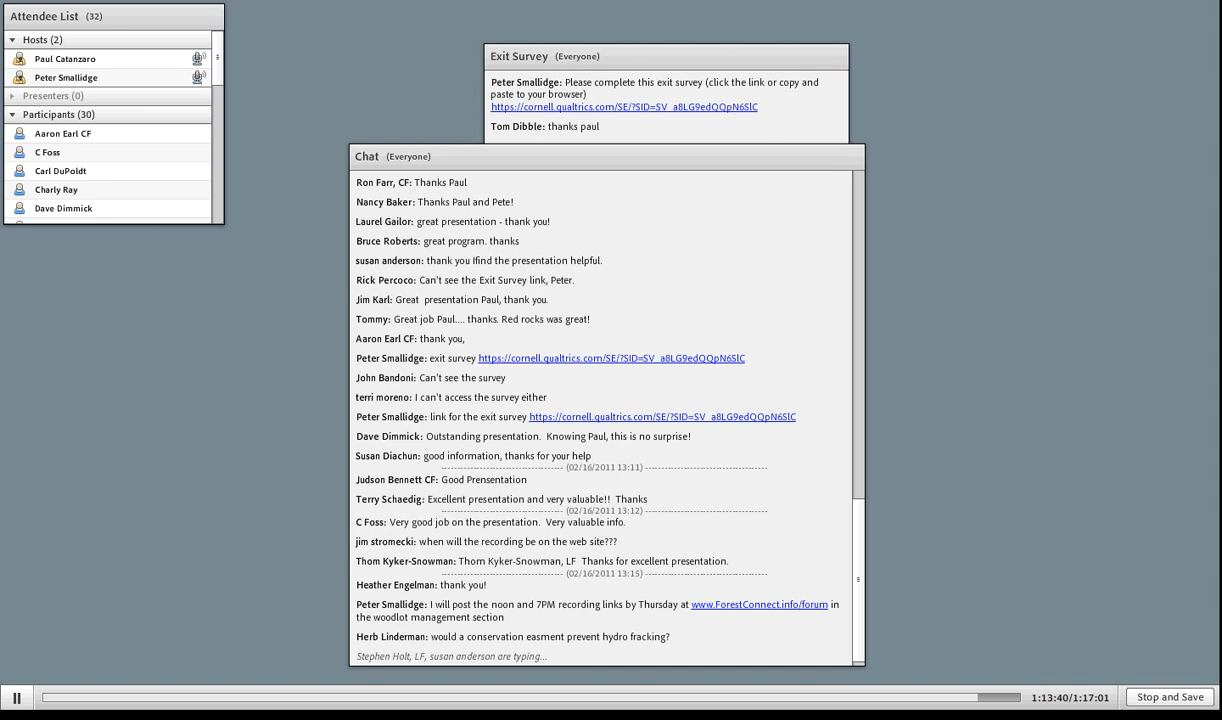 Attendee List (32)
Hosts (2)
Paul Catanzaro
Peter Smallidge
Presenters (0)
Participants (30)
Aaron Earl CF
C Foss
Carl DuPoldt
Charly Ray
Dave Dimmick
Exit Survey (Everyone)
Peter Smallidge: Please complete this exit survey (click the link or copy and
paste to your browser)
https://cornell.qualtrics.com/SE/?SID=SV_a8LG9edQQpN6SlC
Tom Dibble: thanks paul
Chat (Everyone)
Ron Farr, CF: Thanks Paul
Nancy Baker: Thanks Paul and Pete!
Laurel Gailor: great presentation - thank you!
Bruce Roberts: great program. thanks
susan anderson: thank you Ifind the presentation helpful.
Rick Percoco: Can't see the Exit Survey link, Peter.
Jim Karl: Great  presentation Paul, thank you.
Tommy: Great job Paul.... thanks. Red rocks was great!
Aaron Earl CF: thank you,
Peter Smallidge: exit survey https://cornell.qualtrics.com/SE/?SID=SV_a8LG9edQQpN6SlC
John Bandoni: Can't see the survey
terri moreno: I can't access the survey either
Peter Smallidge: link for the exit survey https://cornell.qualtrics.com/SE/?SID=SV_a8LG9edQQpN6SlC
Dave Dimmick: Outstanding presentation.  Knowing Paul, this is no surprise!
Susan Diachun: good information, thanks for your help
------------------------------ (02/16/2011 13:11) ------------------------------
Judson Bennett CF: Good Prensentation
Terry Schaedig: Excellent presentation and very valuable!!  Thanks
------------------------------ (02/16/2011 13:12) ------------------------------
C Foss: Very good job on the presentation.  Very valuable info.
jim stromecki: when will the recording be on the web site???
Thom Kyker-Snowman: Thom Kyker-Snowman, LF  Thanks for excellent presentation.
------------------------------ (02/16/2011 13:15) ------------------------------
Heather Engelman: thank you!
Peter Smallidge: I will post the noon and 7PM recording links by Thursday at www.ForestConnect.info/forum in
the woodlot management section
Herb Linderman: would a conservation easment prevent hydro fracking?
Stephen Holt, LF, susan anderson are typing...
1:13:40/1:17:01
Stop and Save